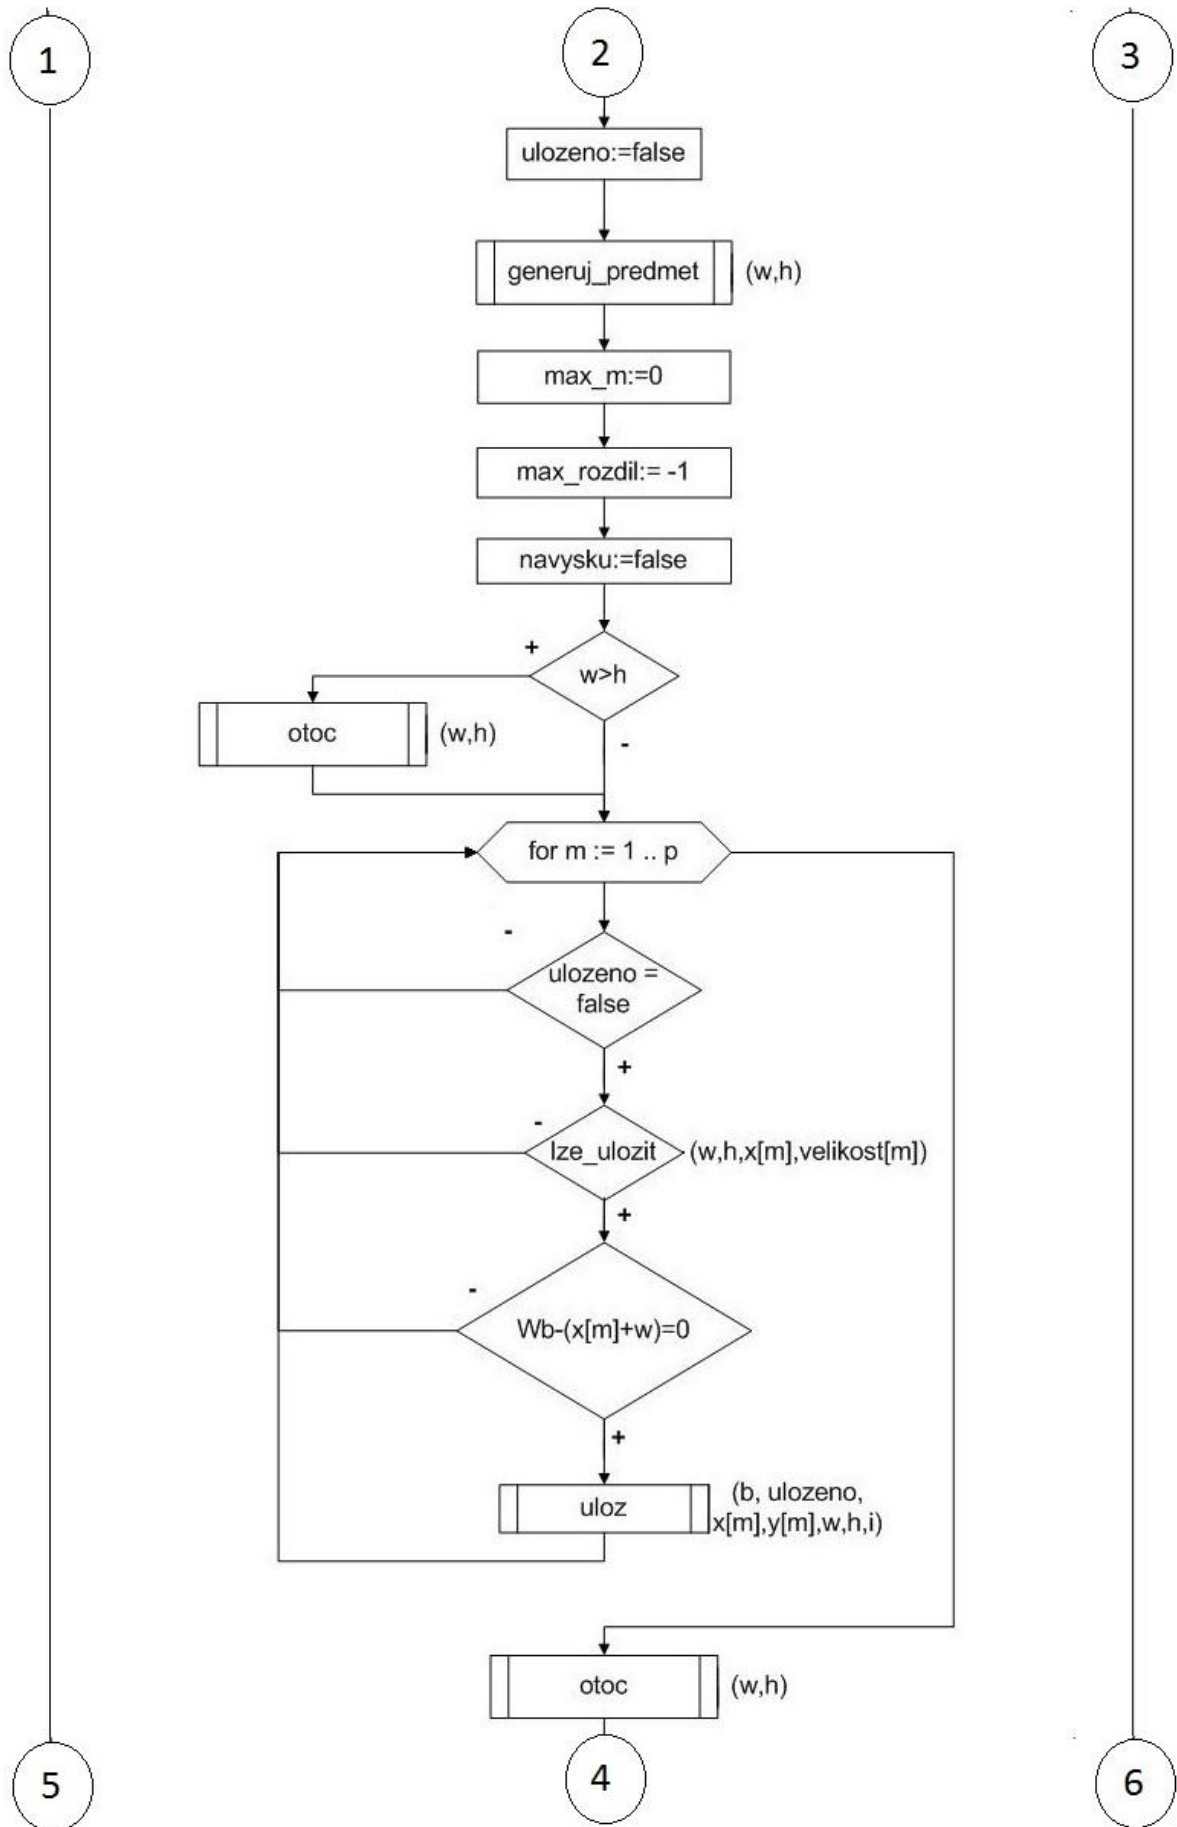 1
2
3
ulozeno:=false
generuj_predmet
(w,h)
max_m:=0
max_rozdil:= -1
navysku:=false
+
w>h
-
otoc
(w,h)
for m := 1 .. p
-
ulozeno =
false
+
-
lze_ulozit
(w,h,x[m],velikost[m])
+
-
Wb-(x[m]+w)=0
+
uloz
(b, ulozeno,
x[m],y[m],w,h,i)
otoc
(w,h)
5
4
6